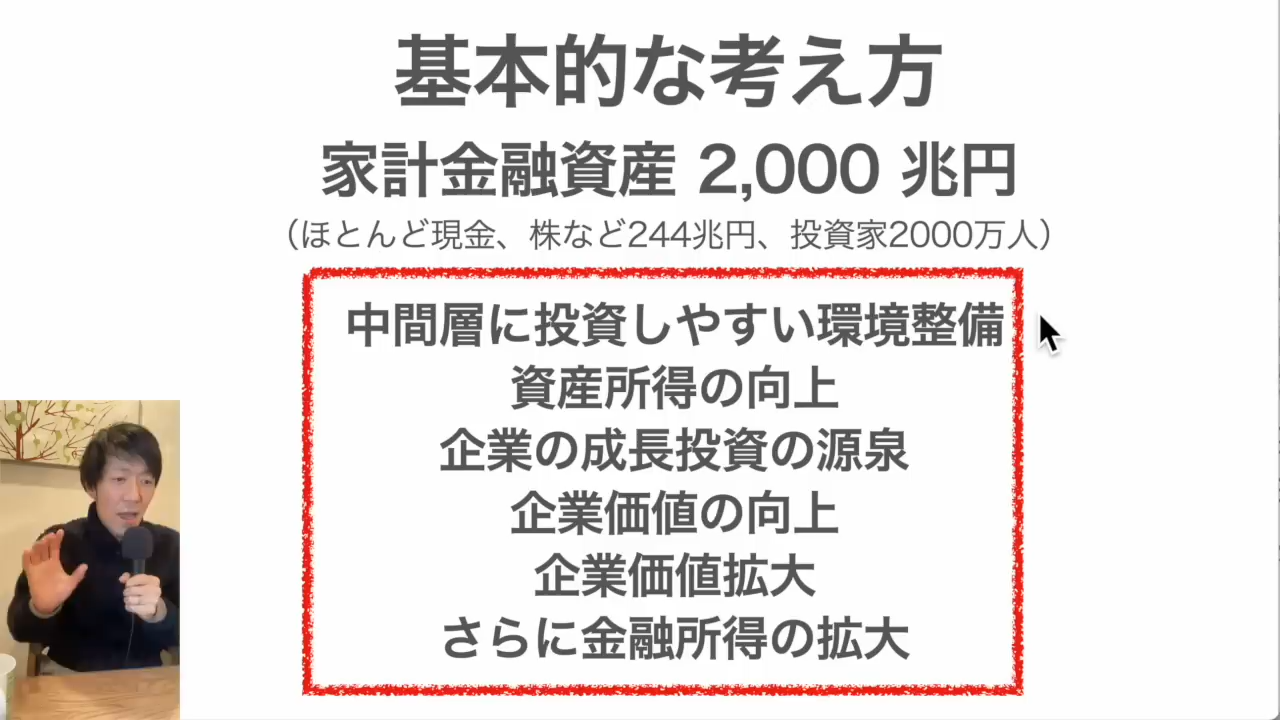 基本的な考え方
家計金融資産 2,000 兆円
（ほとんど現金、株など244兆円、投資家2000万人）
中間層に投資しやすい環境整備
資産所得の向上
企業の成長投資の源泉
企業価値の向上
企業価値拡大
さらに金融所得の拡大